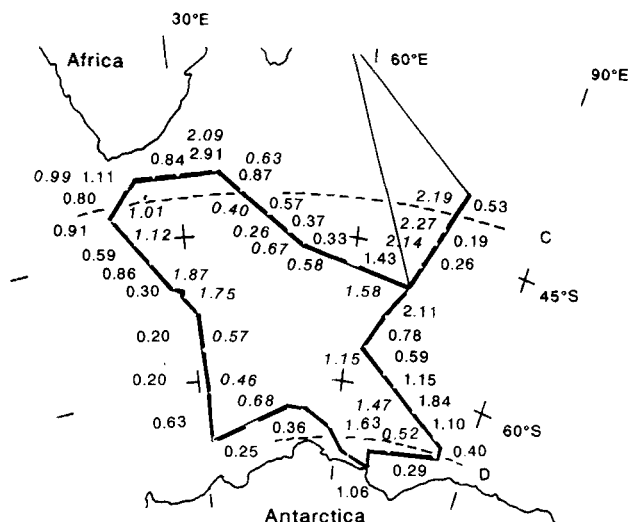 30°E
Africa
60°E
90°E
2.09
0.84 2.91 0.63
0.99 1.11 0.87
0.80
2.19 0.53
1.01 0.40 0.57
0.91 0.37 2.27
1.12 0.26 0.33 2.14 0.19 C
0.59 0.67 1.43 0.26
0.86 1.87 0.58
0.30 1.75 1.58 45°S
2.11
0.20 0.57 0.78
1.15 0.59
0.20 0.46 1.15
0.68 1.47 1.84
0.63 0.36 1.63 0.52 1.10 60°S
0.25 0.40
0.29 D
1.06
Antarctica